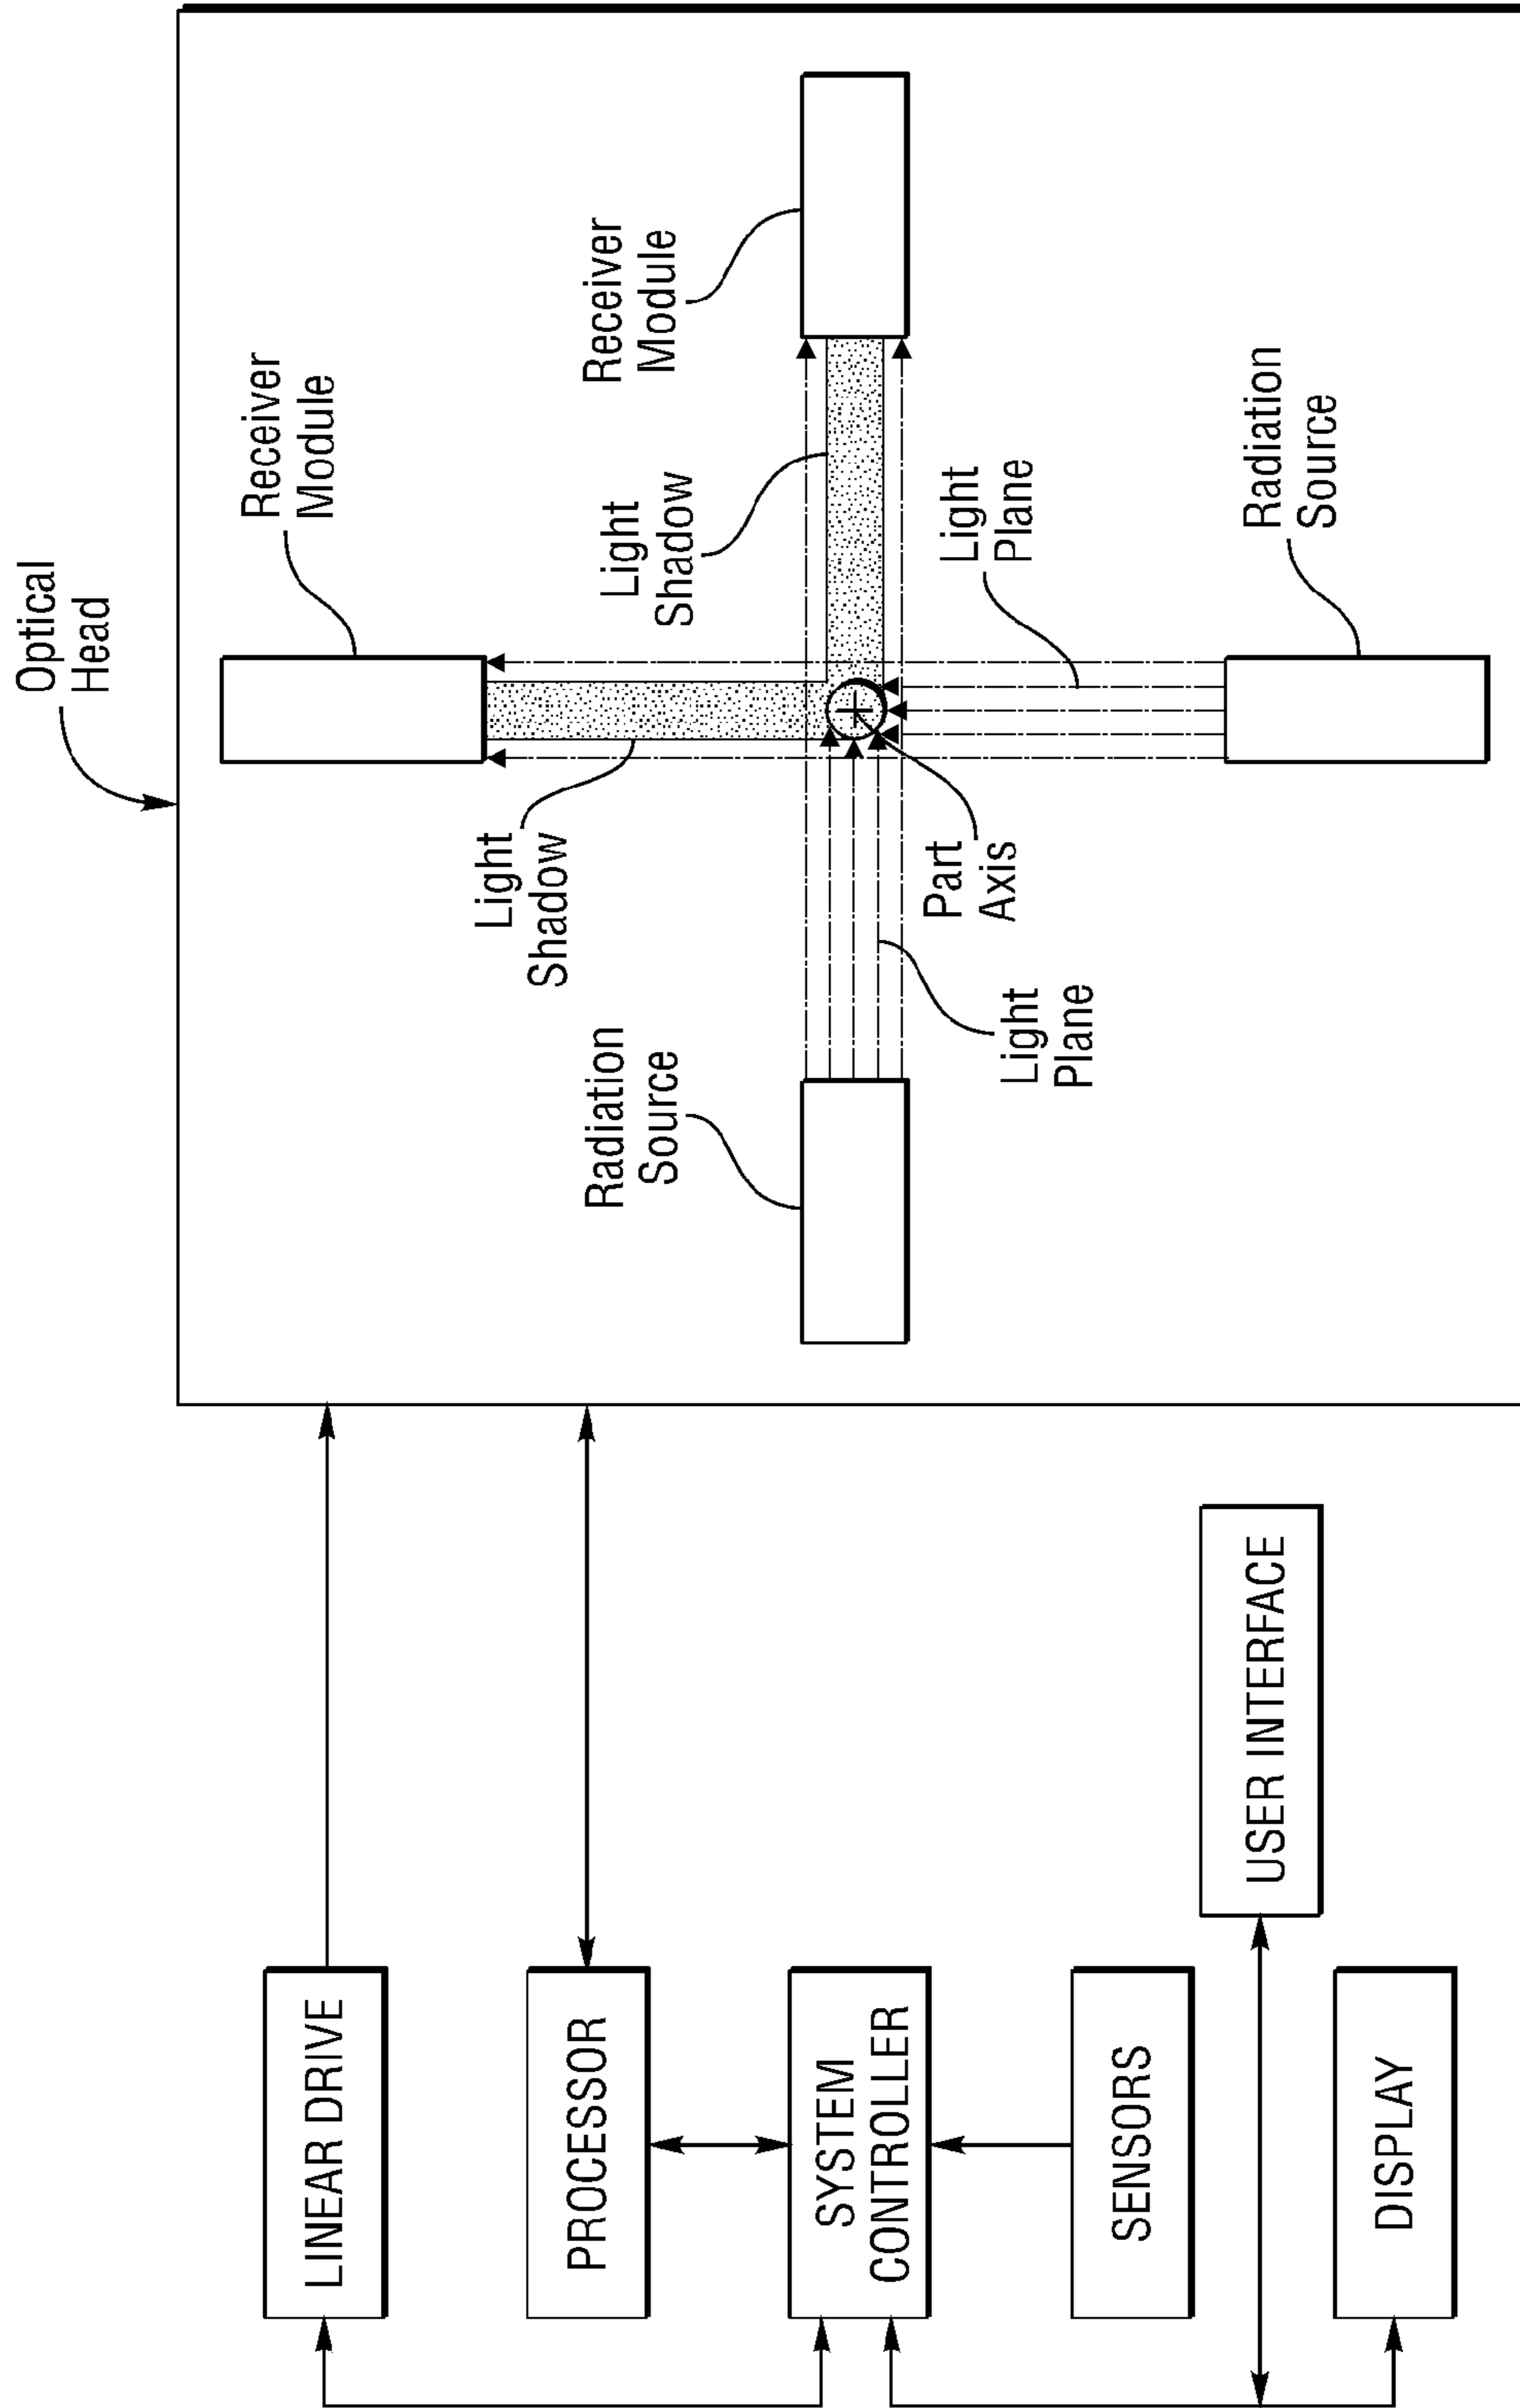 Optical
Head
Receiver
Module
Receiver
Module
Light
Shadow
Light
Shadow
Light
Plane
Radiation
Source
Part
Axis
Light
Plane
Radiation
Source
LINEAR DRIVE
PROCESSOR
SYSTEM
CONTROLLER
SENSORS
USER INTERFACE
DISPLAY